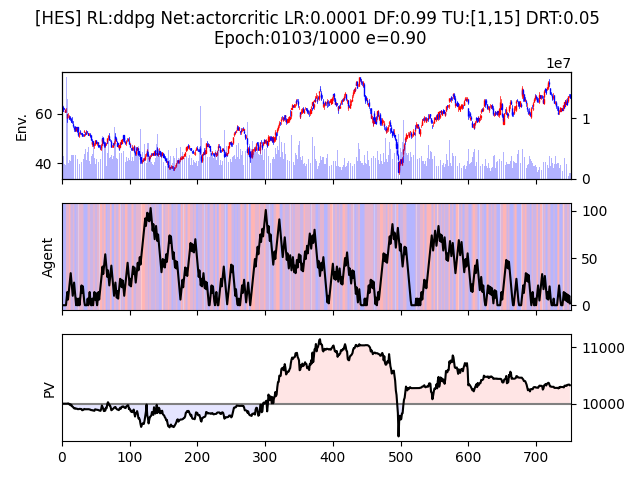 [HES] RL:ddpg Net:actorcritic LR:0.0001 DF:0.99 TU:[1,15] DRT:0.05
Epoch:0103/1000 e=0.90
1e7
Env.
60
40
1
0
Agent
100
50
0
PV
11000
10000
0 100 200 300 400 500 600 700